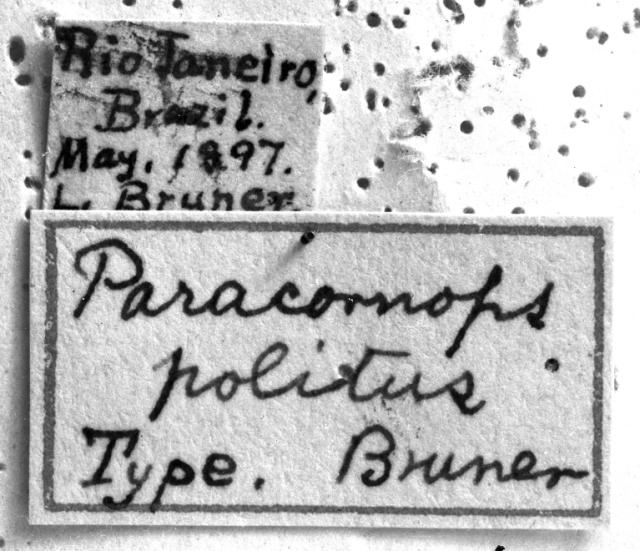 Rio Janeiro,
Brazil.
May, 1897.
L. Bruner.
Paracornops
politus
Type. Bruner